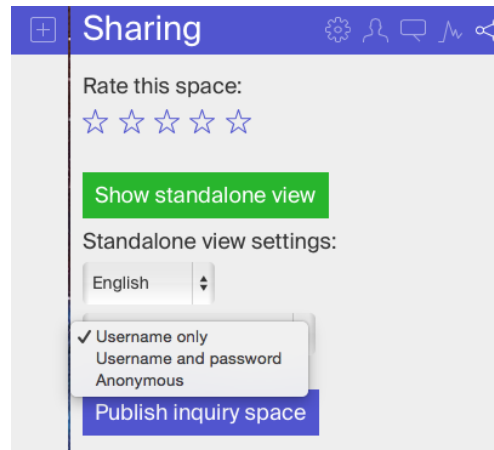 Sharing
Rate this space:
Show standalone view
Standalone view settings:
English
Username only
Username and password
Anonymous
Publish inquiry space